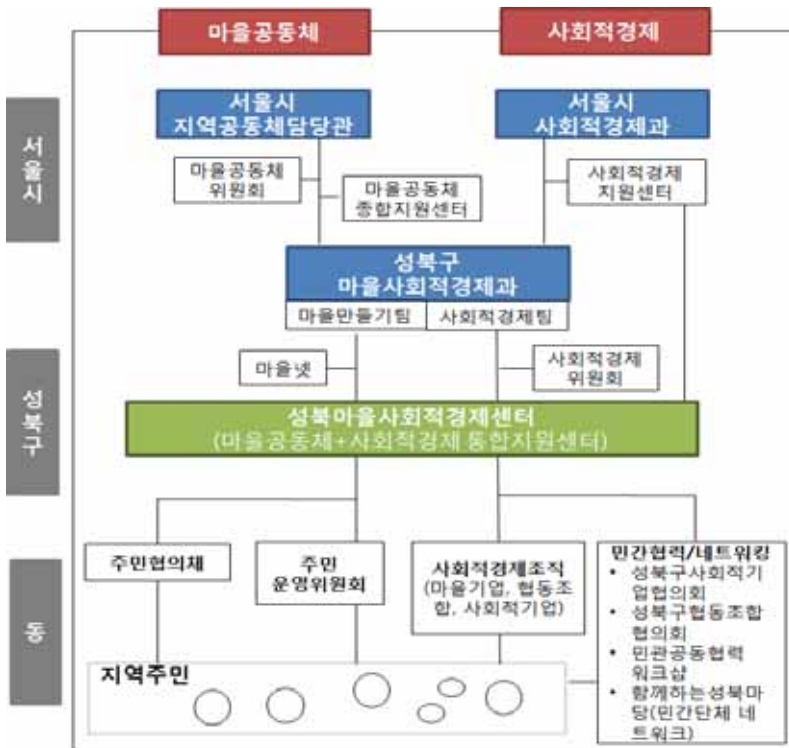 마을공동체
사회적경제
서울시
서울시
지역공동체담당관
서울시
사회적경제과
마을공동체
위원회
마을공동체
종합지원센터
사회적경제
지원센터
성북구
마을사회적경제과
마을만들기팀
사회적경제팀
성북구
마을넷
사회적경제
위원회
성북마을사회적경제센터
(마을공동체+사회적경제 통합지원센터)
동
주민협의체
주민
운영위원회
사회적경제조직
(마을기업, 협동조
합, 사회적기업)
민간협력/네트워킹
• 성북구사회적기
업협의회
• 성북구협동조합
협의회
• 민관공동협력
워크샵
• 함께하는성북마
당(민간단체 네
트워크)
지역주민